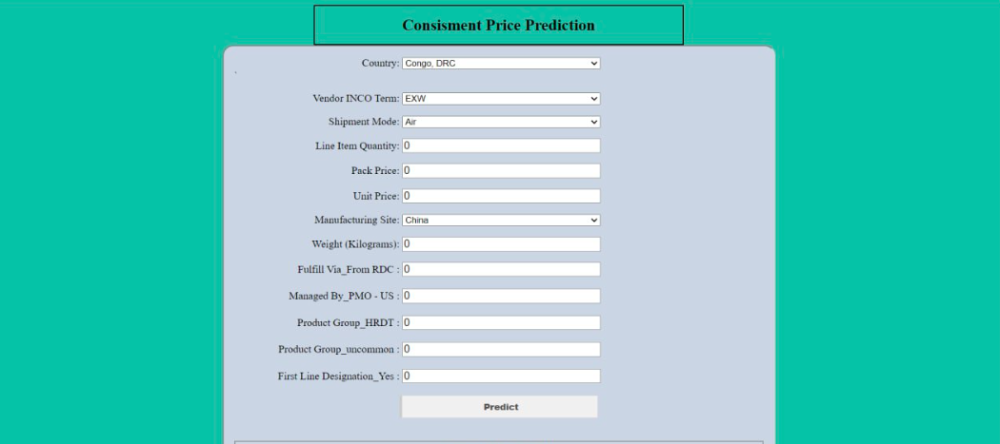 Consisment Price Prediction
Country: Congo, DRC
.
Vendor INCO Term: EXW
Shipment Mode: Air
Line Item Quantity: 0
Pack Price: 0
Unit Price: 0
Manufacturing Site: China
Weight (Kilograms): 0
Fulfill Via_From RDC : 0
Managed By_PMO - US : 0
Product Group_HRDT : 0
Product Group_uncommon : 0
First Line Designation_Yes : 0
Predict